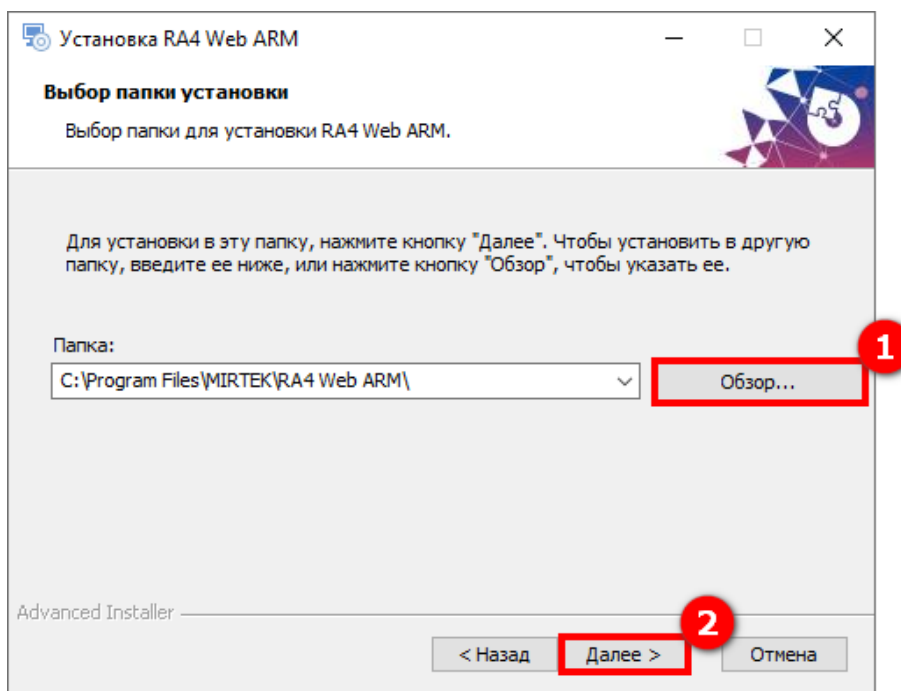 Установка RA4 Web ARM
Выбор папки установки
Выбор папки для установки RA4 Web ARM.
Для установки в эту папку, нажмите кнопку "Далее". Чтобы установить в другую
папку, введите ее ниже, или нажмите кнопку "Обзор", чтобы указать ее.
Папка:
1
C:\Program Files\MIRTEK\RA4 Web ARM\ Обзор...
Advanced Installer
2
< Назад Далее > Отмена